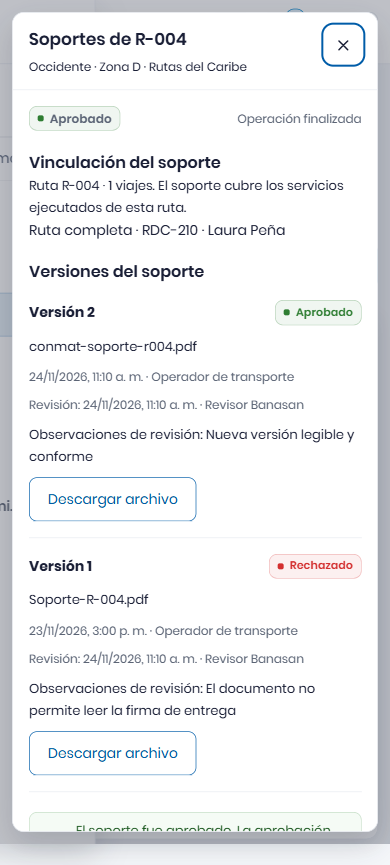 Soportes de R-004
Occidente · Zona D · Rutas del Caribe
Aprobado
Operación finalizada
Vinculación del soporte
Ruta R-004 · 1 viajes. El soporte cubre los servicios
ejecutados de esta ruta.
Ruta completa · RDC-210 · Laura Peña
Versiones del soporte
Versión 2
Aprobado
conmat-soporte-r004.pdf
24/11/2026, 11:10 a. m. · Operador de transporte
Revisión: 24/11/2026, 11:10 a. m. · Revisor Banasan
Observaciones de revisión: Nueva versión legible y
conforme
Descargar archivo
Versión 1
Rechazado
Soporte-R-004.pdf
23/11/2026, 3:00 p. m. · Operador de transporte
Revisión: 24/11/2026, 11:10 a. m. · Revisor Banasan
Observaciones de revisión: El documento no
permite leer la firma de entrega
Descargar archivo
El soporte fue aprobado. La aprobación